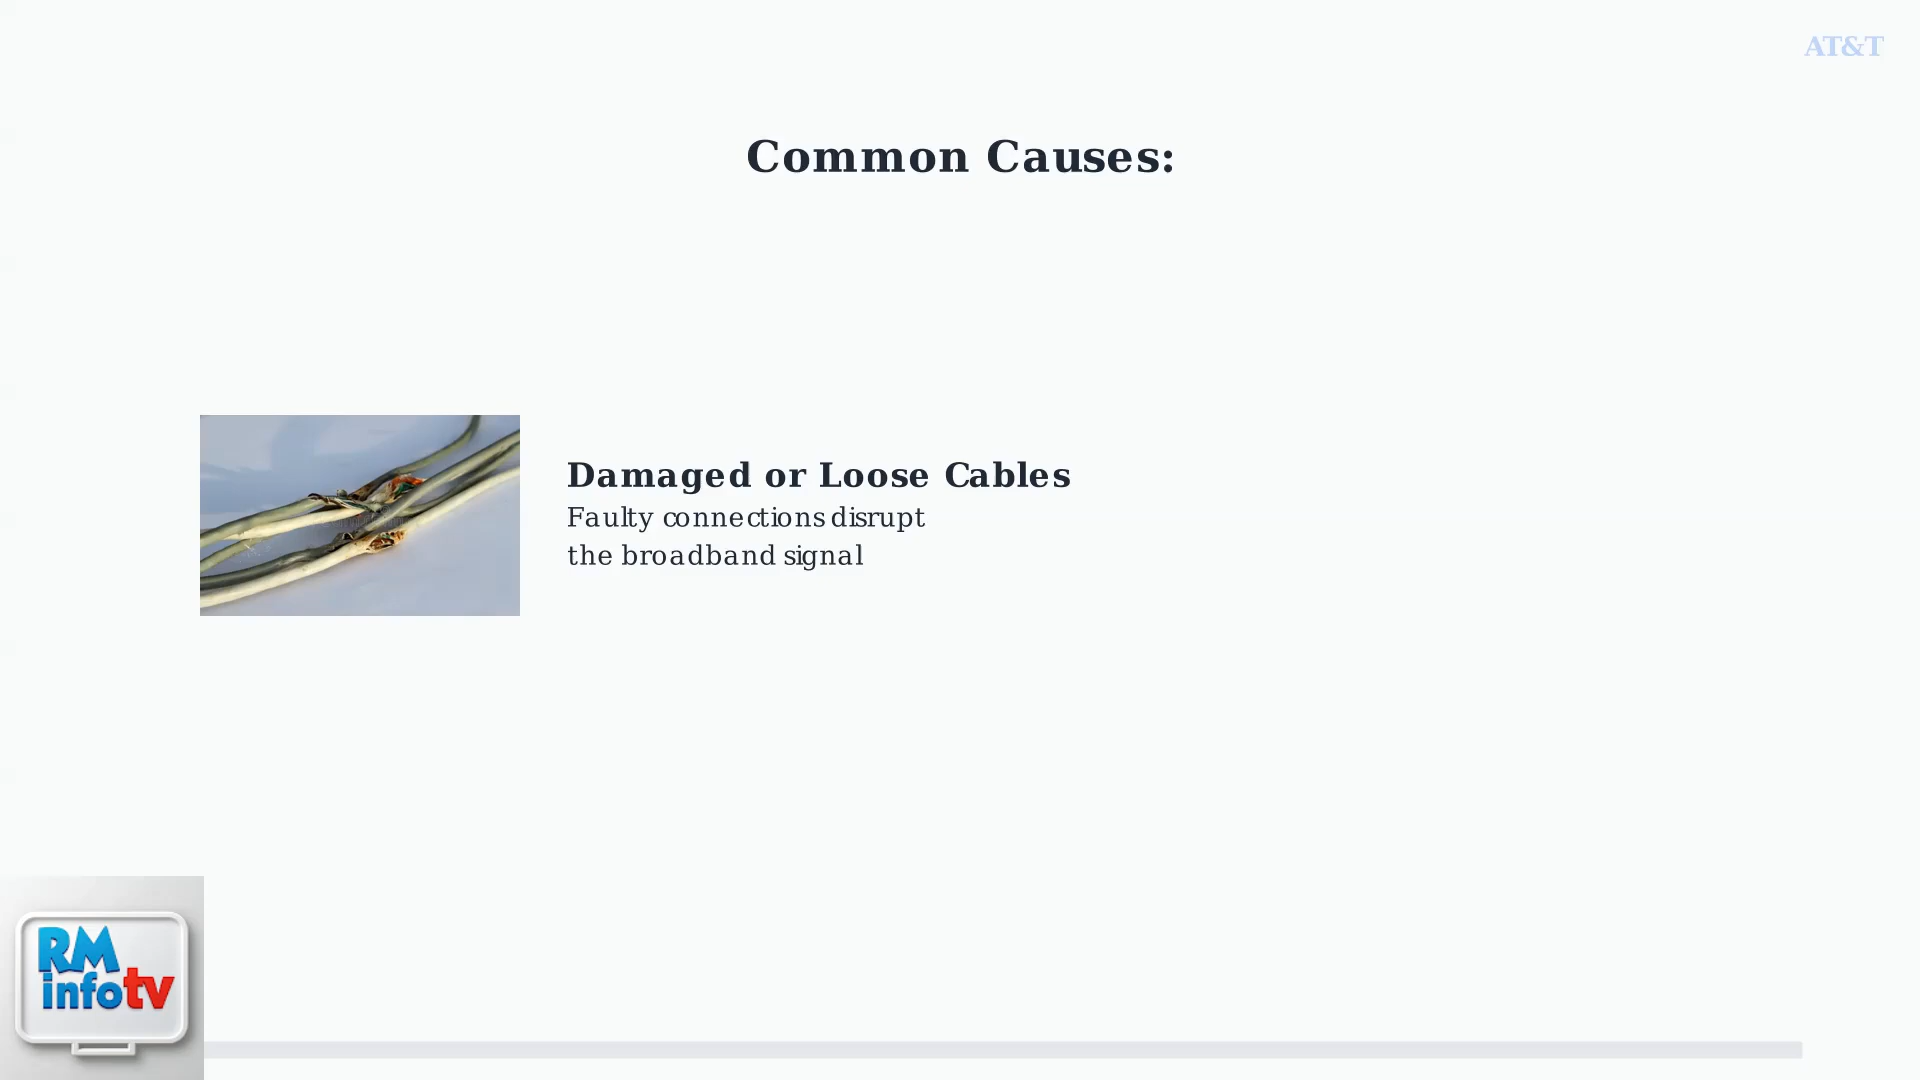 AT&T
Common Causes:
Damaged or Loose Cables
Faulty connections disrupt
the broadband signal
RM
infotv